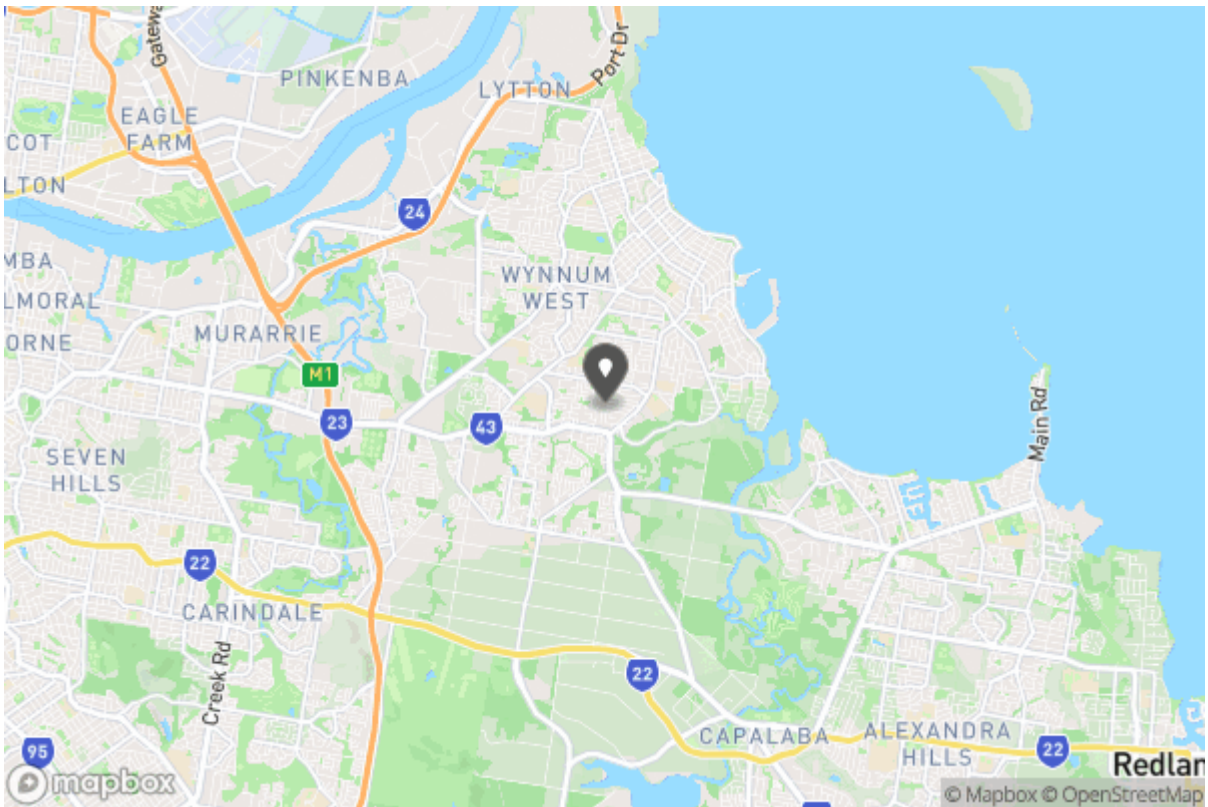 Gateway
PINKENBA
Port Dr
LYTTON
EAGLE
FARM
COT
LTON
24
MBA
WYNNUM
WEST
LMORAL
MURARRIE
ORNE
M1
23
43
Main Rd
SEVEN
HILLS
22
CARINDALE
Creek Rd
22
CAPALABA
ALEXANDRA
HILLS
22
95
Redlan
mapbox
© Mapbox © OpenStreetMap